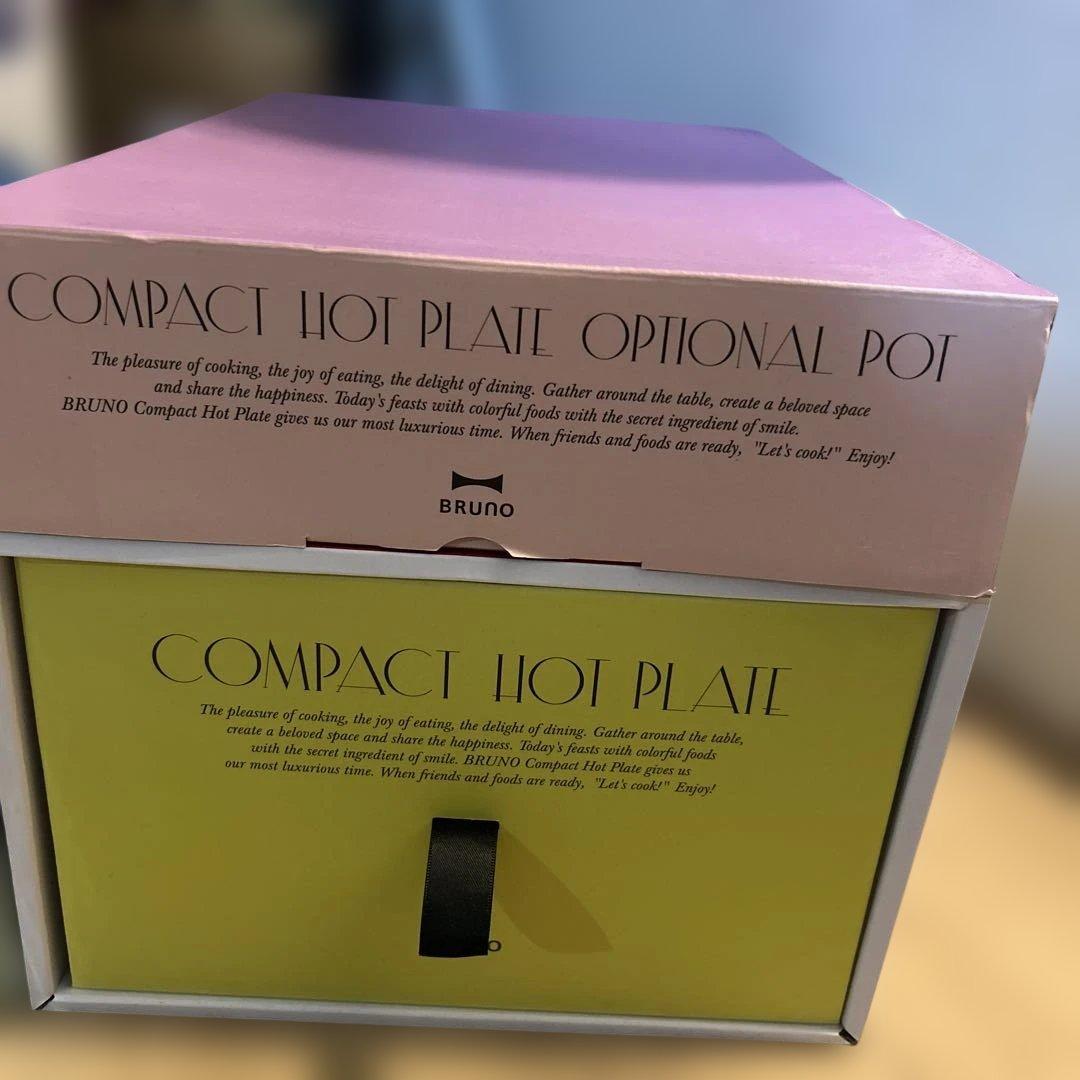 COMPACT HOT PLATE OPTIONAL POT
The pleasure of cooking, the joy of eating, the delight of dining. Gather around the table, create a beloved space
and share the happiness. Today's feasts with colorful foods with the secret ingredient of smile.
BRUNO Compact Hot Plate gives us our most luxurious time. When friends and foods are ready, "Let's cook!" Enjoy!
BRUNO
COMPACT HOT PLATE
The pleasure of cooking, the joy of eating, the delight of dining. Gather around the table,
create a beloved space and share the happiness. Today's feasts with colorful foods
with the secret ingredient of smile. BRUNO Compact Hot Plate gives us
our most luxurious time. When friends and foods are ready, "Let's cook!" Enjoy!